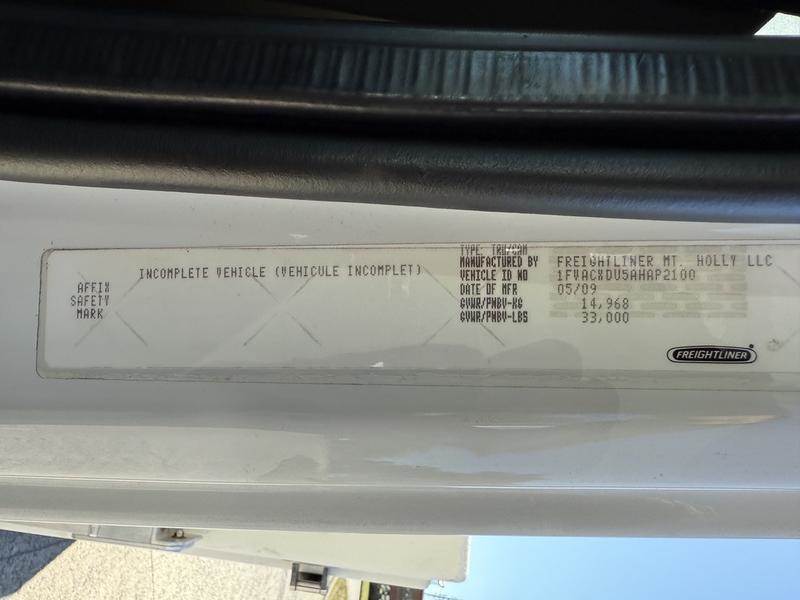 INCOMPLETE VEHICLE (VEHICULE INCOMPLET)
AFFIX
SAFETY
MARK
TYPE: TRU/CAM
MANUFACTURED BY FREIGHTLINER MT. HOLLY LLC
VEHICLE ID NO 1FVACXDU5AHAP2100
DATE OF MFR 05/09
GVWR/PNBV-KG 14,968
GVWR/PNBV-LBS 33,000
FREIGHTLINER